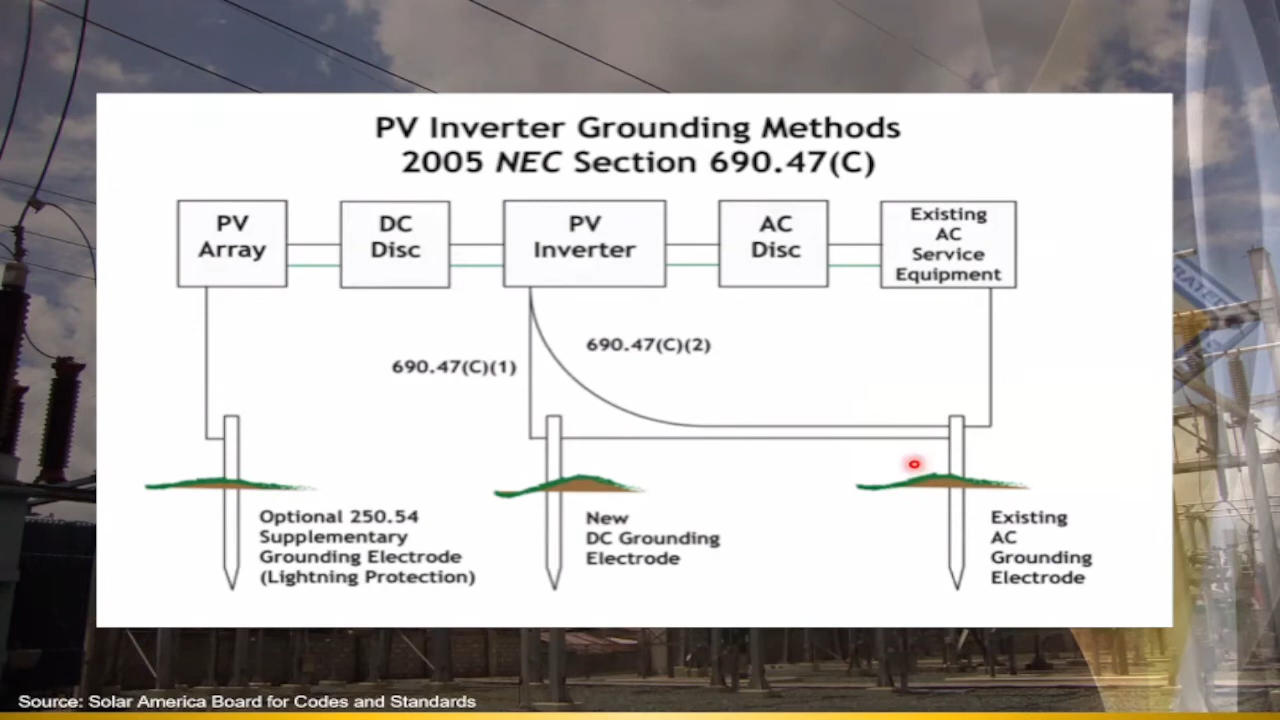 PV Inverter Grounding Methods
2005 NEC Section 690.47(C)
PV
Array
DC
Disc
PV
Inverter
AC
Disc
Existing
AC
Service
Equipment
690.47(C)(1)
690.47(C)(2)
Optional 250.54
Supplementary
Grounding Electrode
(Lightning Protection)
New
DC Grounding
Electrode
Existing
AC
Grounding
Electrode
Source: Solar America Board for Codes and Standards